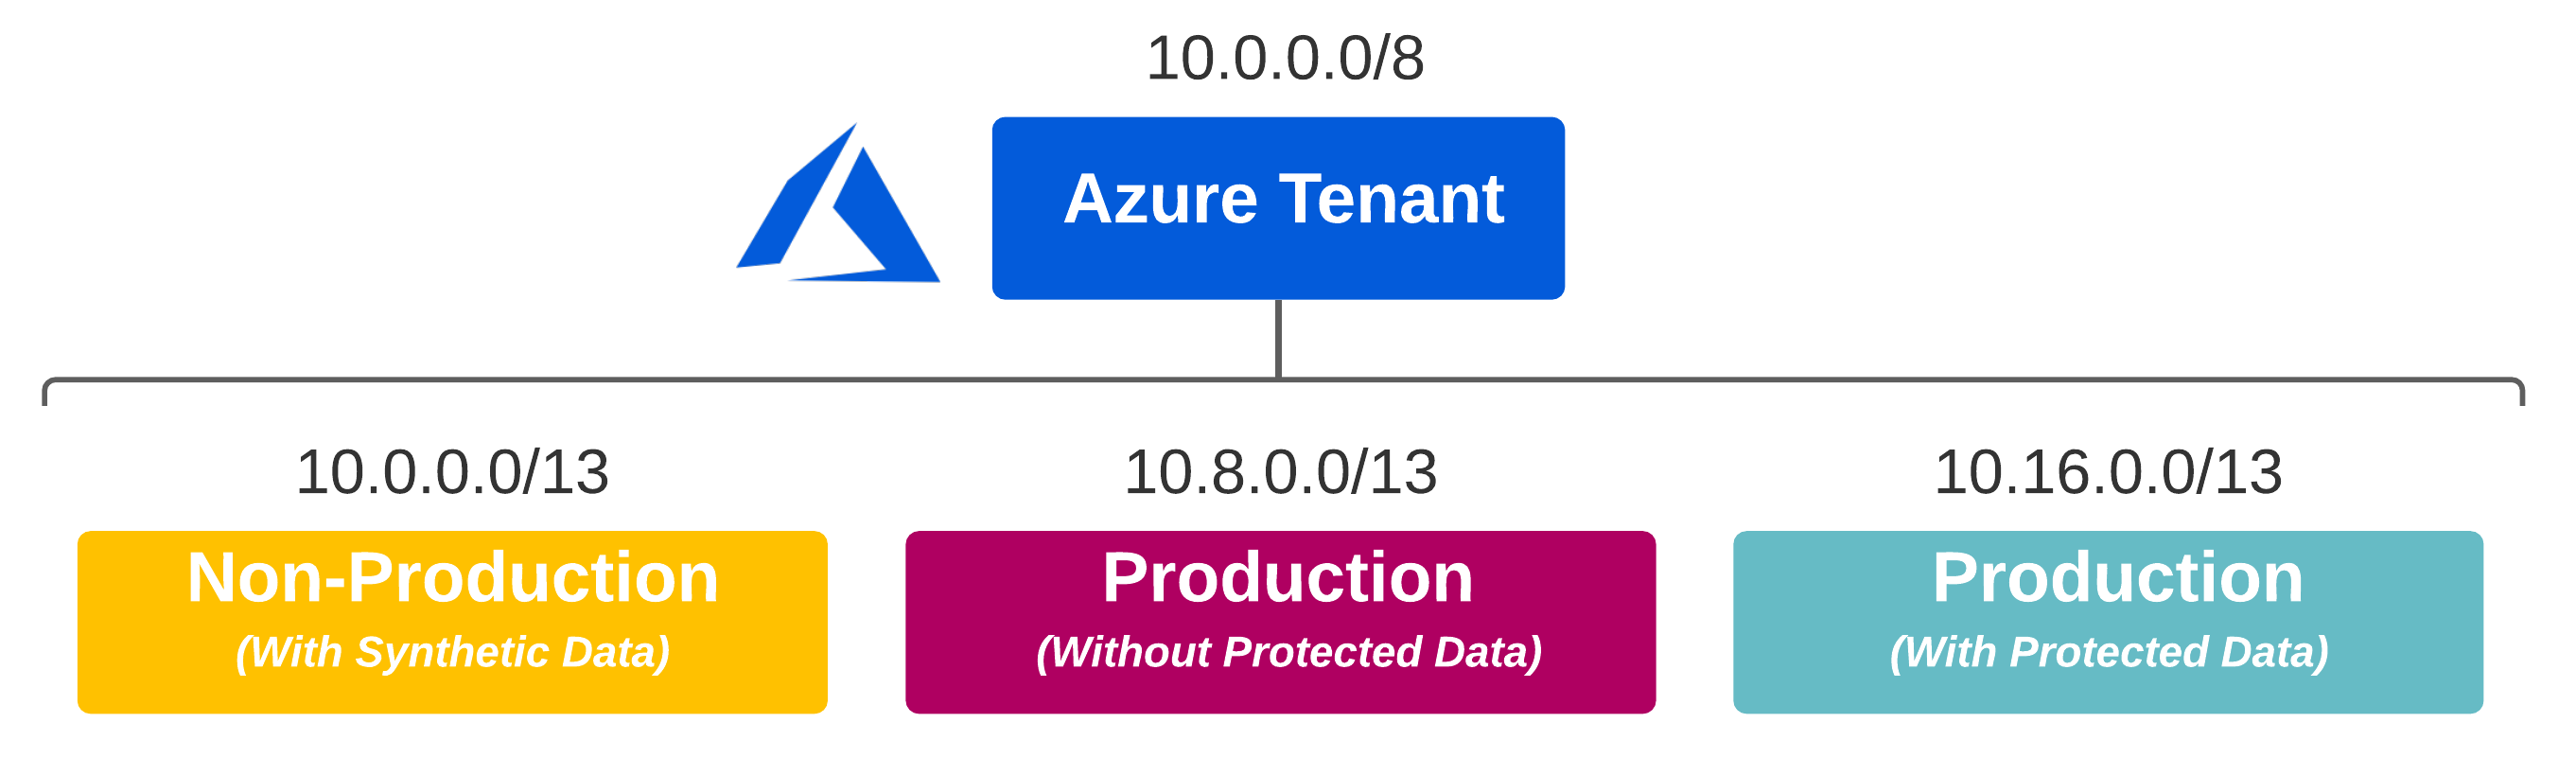 10.0.0.0/8
Azure Tenant
10.0.0.0/13
10.8.0.0/13
10.16.0.0/13
Non-Production
(With Synthetic Data)
Production
(Without Protected Data)
Production
(With Protected Data)